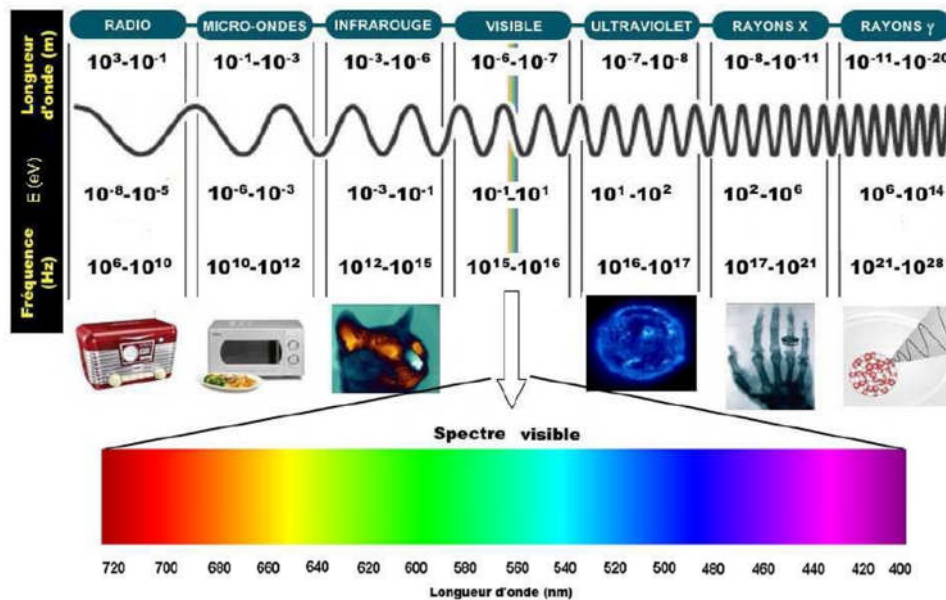 RADIO MICRO-ONDES INFRAROUGE VISIBLE ULTRAVIOLET RAYONS X RAYONS γ
Longueur d'onde (m)
10³-10⁻¹ 10⁻¹-10⁻³ 10⁻³-10⁻⁶ 10⁻⁶-10⁻⁷ 10⁻⁷-10⁻⁸ 10⁻⁸-10⁻¹¹ 10⁻¹¹-10⁻²⁰
E (eV)
10⁻⁸-10⁻⁵ 10⁻⁶-10⁻³ 10⁻³-10⁻¹ 10⁻¹-10¹ 10¹-10² 10²-10⁶ 10⁶-10¹⁴
Fréquence (Hz)
10⁶-10¹⁰ 10¹⁰-10¹² 10¹²-10¹⁵ 10¹⁵-10¹⁶ 10¹⁶-10¹⁷ 10¹⁷-10²¹ 10²¹-10²⁸
Spectre visible
720 700 680 660 640 620 600 580 560 540 520 500 480 460 440 420 400
Longueur d'onde (nm)